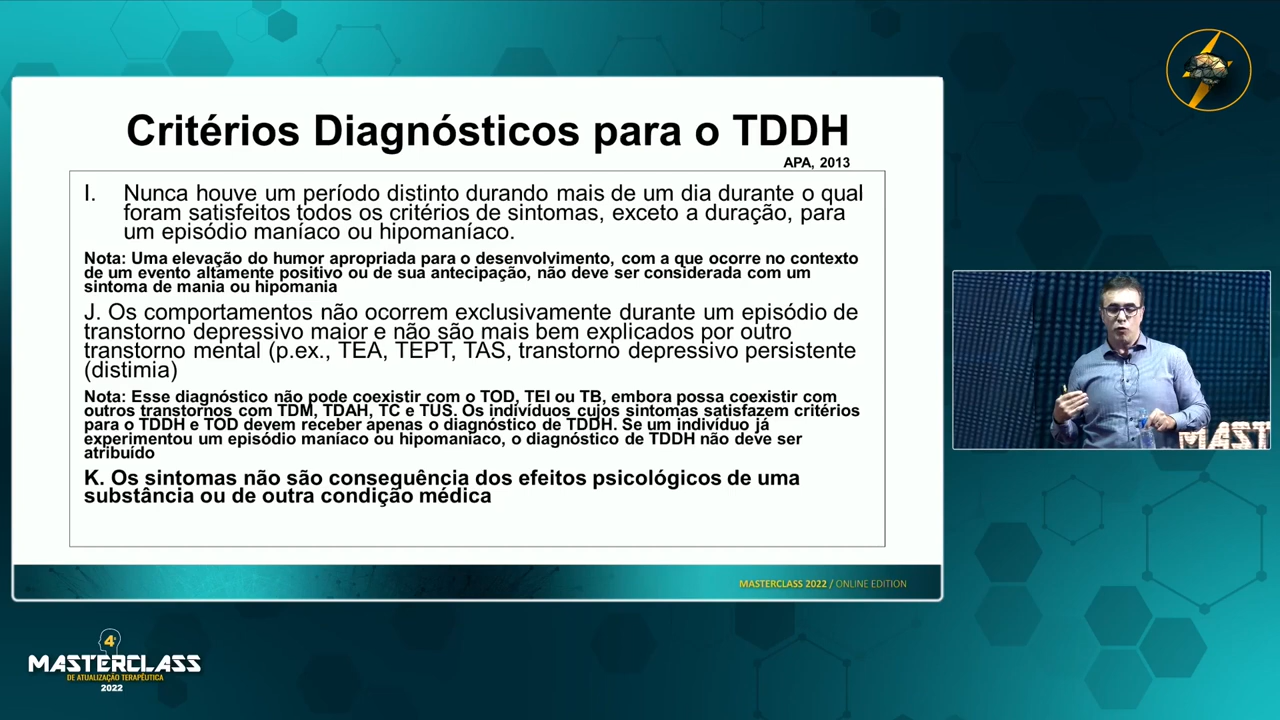 Critérios Diagnósticos para o TDDH
APA, 2013
I. Nunca houve um período distinto durando mais de um dia durante o qual
foram satisfeitos todos os critérios de sintomas, exceto a duração, para
um episódio maníaco ou hipomaníaco.
Nota: Uma elevação do humor apropriada para o desenvolvimento, com a que ocorre no contexto
de um evento altamente positivo ou de sua antecipação, não deve ser considerada com um
sintoma de mania ou hipomania
J. Os comportamentos não ocorrem exclusivamente durante um episódio de
transtorno depressivo maior e não são mais bem explicados por outro
transtorno mental (p.ex., TEA, TEPT, TAS, transtorno depressivo persistente
(distimia)
Nota: Esse diagnóstico não pode coexistir com o TOD, TEI ou TB, embora possa coexistir com
outros transtornos com TDM, TDAH, TC e TUS. Os indivíduos cujos sintomas satisfazem critérios
para o TDDH e TOD devem receber apenas o diagnóstico de TDDH. Se um indivíduo já
experimentou um episódio maníaco ou hipomaníaco, o diagnóstico de TDDH não deve ser
atribuído
K. Os sintomas não são consequência dos efeitos psicológicos de uma
substância ou de outra condição médica
MASTERCLASS 2022 / ONLINE EDITION
MAST
4ª
MASTERCLASS
DE ATUALIZAÇÃO TERAPÊUTICA
2022